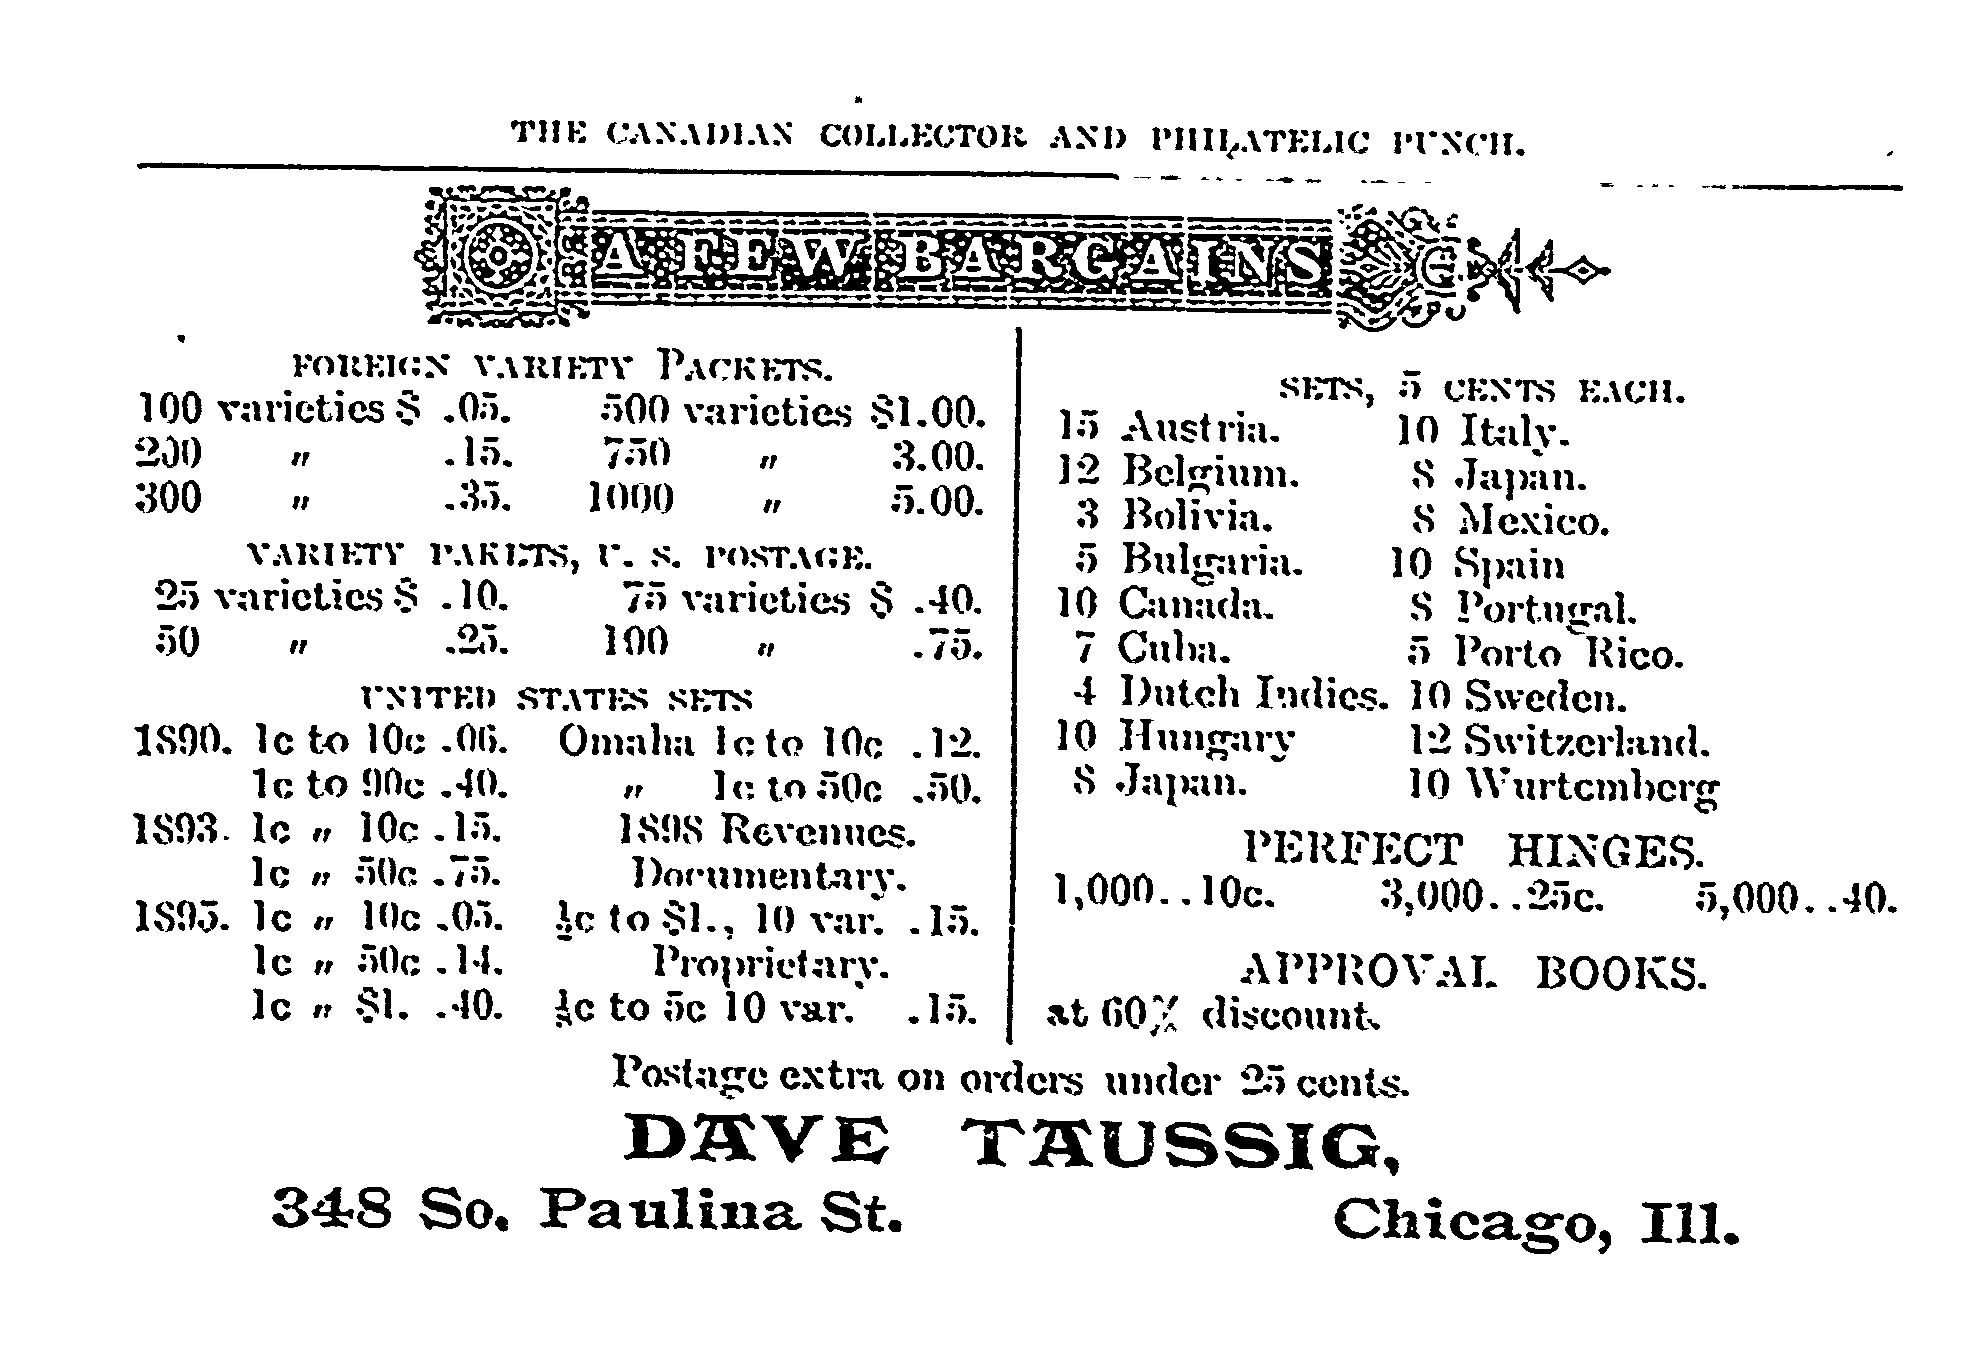 THE CANADIAN COLLECTOR AND PHILATELIC PUNCH.
A FEW BARGAINS
FOREIGN VARIETY PACKETS.
100 varieties $ .05. 500 varieties $1.00.
200 " .15. 750 " 3.00.
300 " .35. 1000 " 5.00.
VARIETY PAKETS, U. S. POSTAGE.
25 varieties $ .10. 75 varieties $ .40.
50 " .25. 100 " .75.
UNITED STATES SETS
1890. 1c to 10c .06. Omaha 1c to 10c .12.
1c to 90c .40. " 1c to 50c .50.
1893. 1c " 10c .15. 1898 Revenues.
1c " 50c .75. Documentary.
1895. 1c " 10c .05. ½c to $1., 10 var. .15.
1c " 50c .14. Proprietary.
1c " $1. .40. ⅛c to 5c 10 var. .15.
SETS, 5 CENTS EACH.
15 Austria. 10 Italy.
12 Belgium. 8 Japan.
3 Bolivia. 8 Mexico.
5 Bulgaria. 10 Spain
10 Canada. 8 Portugal.
7 Cuba. 5 Porto Rico.
4 Dutch Indies. 10 Sweden.
10 Hungary 12 Switzerland.
8 Japan. 10 Wurtemberg
PERFECT HINGES.
1,000..10c. 3,000..25c. 5,000..40.
APPROVAL BOOKS.
at 60% discount.
Postage extra on orders under 25 cents.
DAVE TAUSSIG,
348 So. Paulina St. Chicago, Ill.